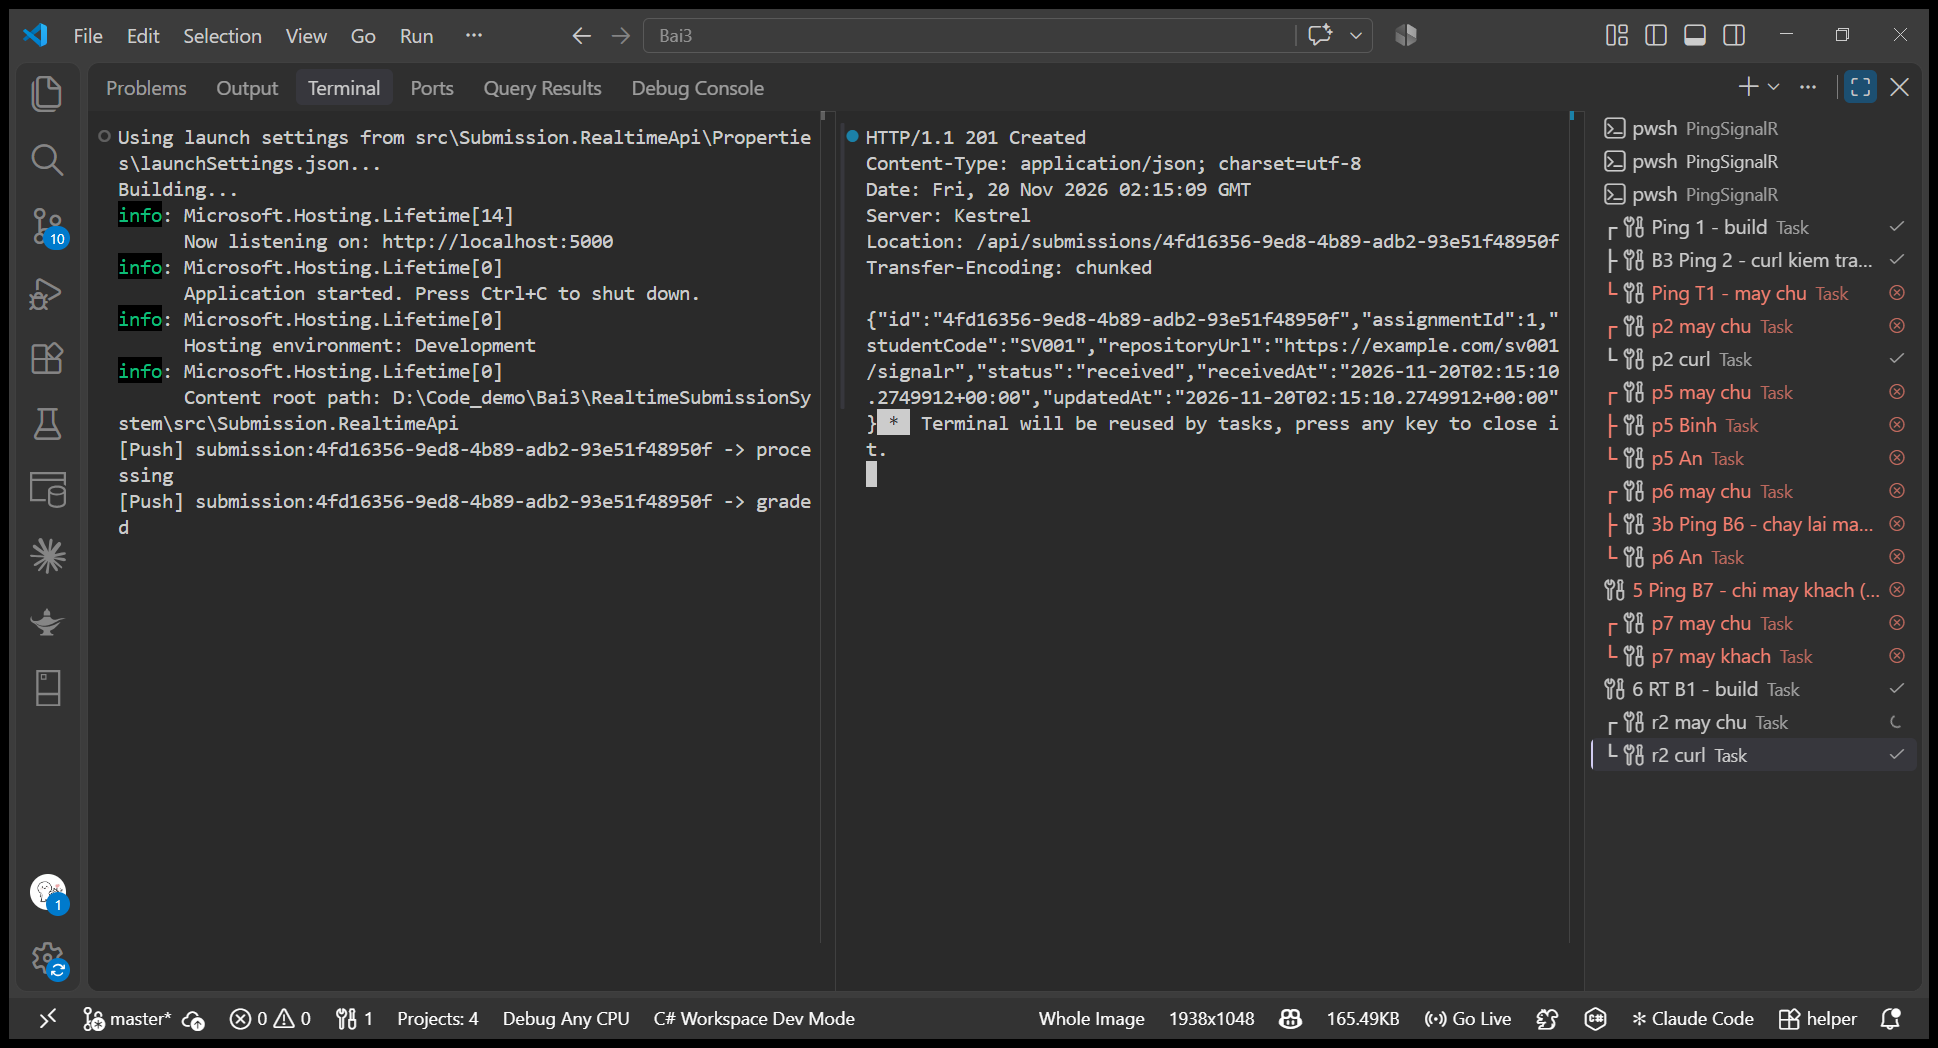 File Edit Selection View Go Run ···
Bai3
Problems Output Terminal Ports Query Results Debug Console
Using launch settings from src\Submission.RealtimeApi\Propertie
s\launchSettings.json...
Building...
info: Microsoft.Hosting.Lifetime[14]
Now listening on: http://localhost:5000
info: Microsoft.Hosting.Lifetime[0]
Application started. Press Ctrl+C to shut down.
info: Microsoft.Hosting.Lifetime[0]
Hosting environment: Development
info: Microsoft.Hosting.Lifetime[0]
Content root path: D:\Code_demo\Bai3\RealtimeSubmissionSy
stem\src\Submission.RealtimeApi
[Push] submission:4fd16356-9ed8-4b89-adb2-93e51f48950f -> proce
ssing
[Push] submission:4fd16356-9ed8-4b89-adb2-93e51f48950f -> grade
d
HTTP/1.1 201 Created
Content-Type: application/json; charset=utf-8
Date: Fri, 20 Nov 2026 02:15:09 GMT
Server: Kestrel
Location: /api/submissions/4fd16356-9ed8-4b89-adb2-93e51f48950f
Transfer-Encoding: chunked
{"id":"4fd16356-9ed8-4b89-adb2-93e51f48950f","assignmentId":1,"
studentCode":"SV001","repositoryUrl":"https://example.com/sv001
/signalr","status":"received","receivedAt":"2026-11-20T02:15:10
.2749912+00:00","updatedAt":"2026-11-20T02:15:10.2749912+00:00"
} * Terminal will be reused by tasks, press any key to close i
t.
pwsh PingSignalR
pwsh PingSignalR
pwsh PingSignalR
Ping 1 - build Task
B3 Ping 2 - curl kiem tra...
Ping T1 - may chu Task
p2 may chu Task
p2 curl Task
p5 may chu Task
p5 Binh Task
p5 An Task
p6 may chu Task
3b Ping B6 - chay lai ma...
p6 An Task
5 Ping B7 - chi may khach (...
p7 may chu Task
p7 may khach Task
6 RT B1 - build Task
r2 may chu Task
r2 curl Task
10
1
master* 0 0 1 Projects: 4 Debug Any CPU C# Workspace Dev Mode Whole Image 1938x1048 165.49KB Go Live C# Claude Code helper